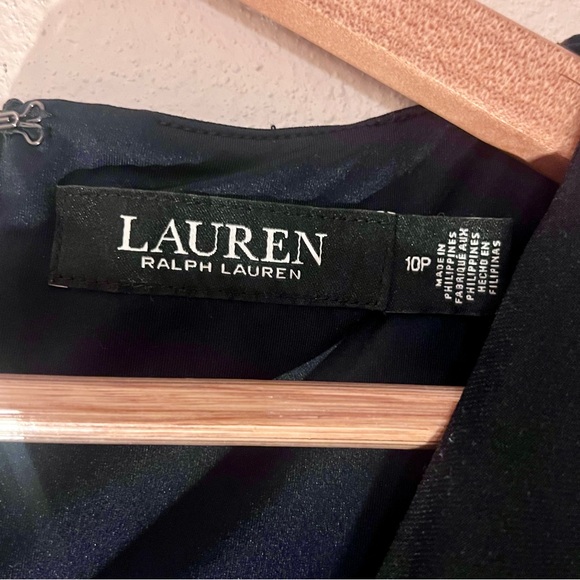 LAUREN
RALPH LAUREN
10P
MADE IN
PHILIPPINES
FABRIQUÉ AUX
PHILIPPINES
HECHO EN
FILIPINAS